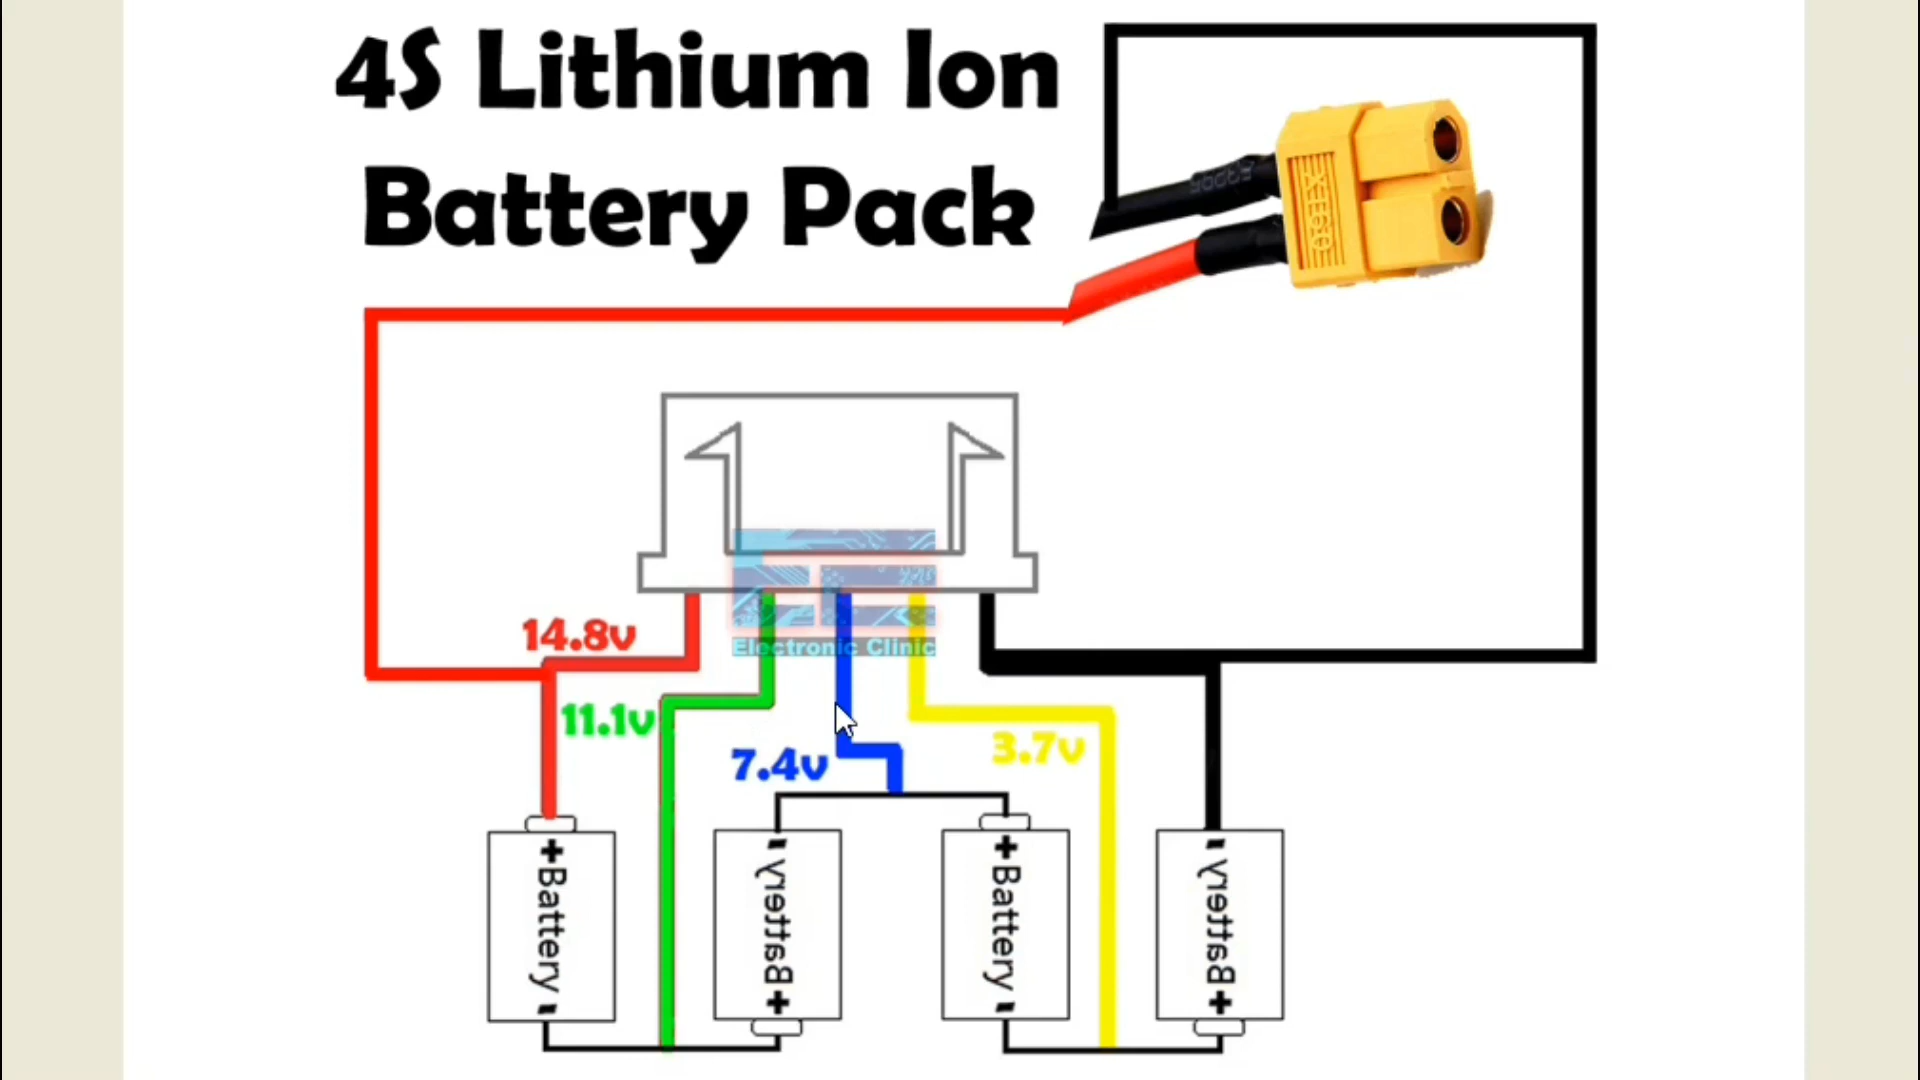 4S Lithium Ion
Battery Pack
XT60
14.8v
11.1v
7.4v
3.7v
Electronic Clinic
+Battery -
- Battery+
+Battery -
- Battery+